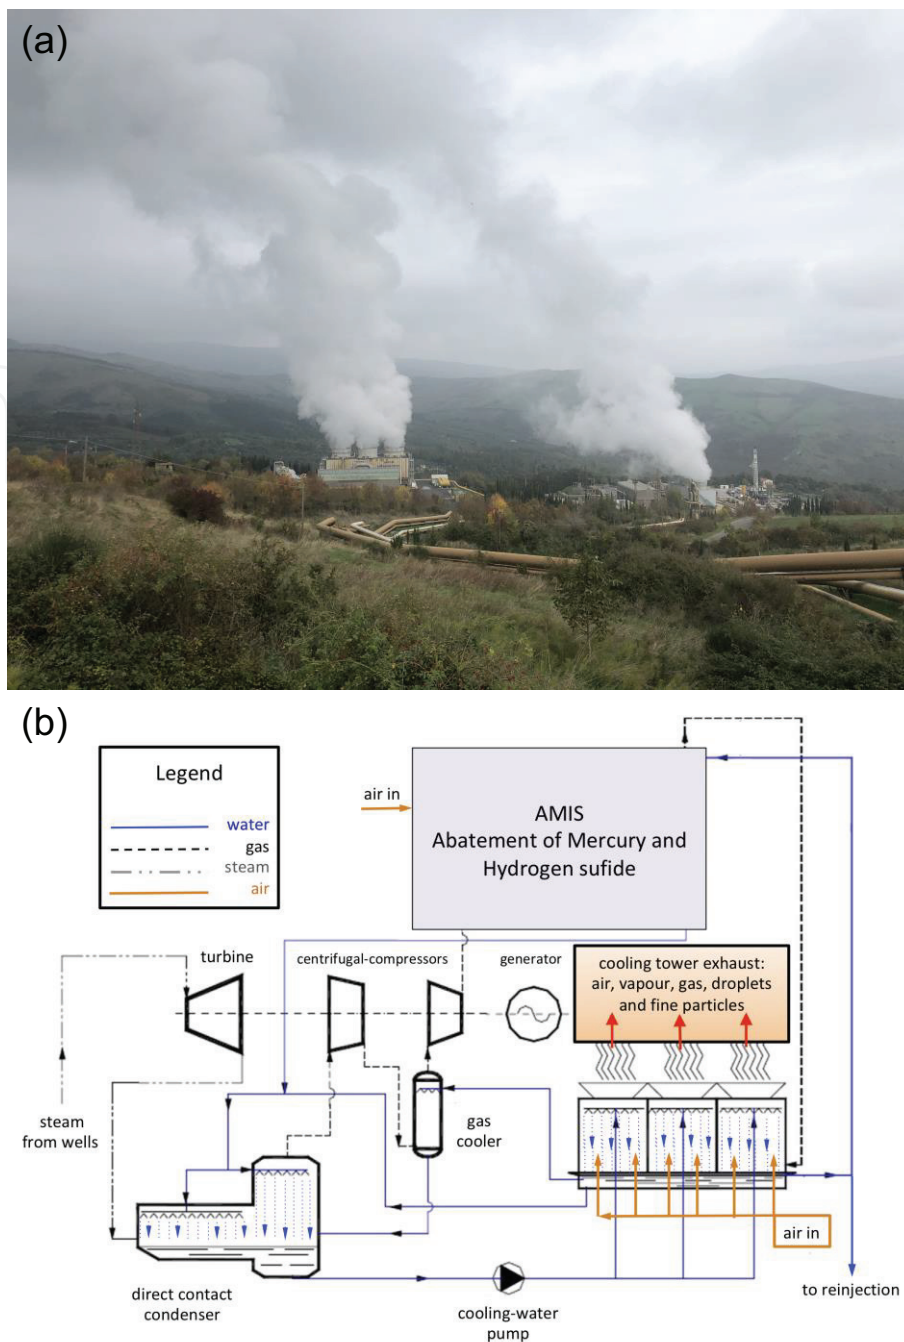 (a)
(b)
Legend
water
gas
steam
air
air in
AMIS
Abatement of Mercury and
Hydrogen sufide
turbine
centrifugal-compressors
generator
cooling tower exhaust:
air, vapour, gas, droplets
and fine particles
steam
from wells
gas
cooler
air in
direct contact
condenser
cooling-water
pump
to reinjection